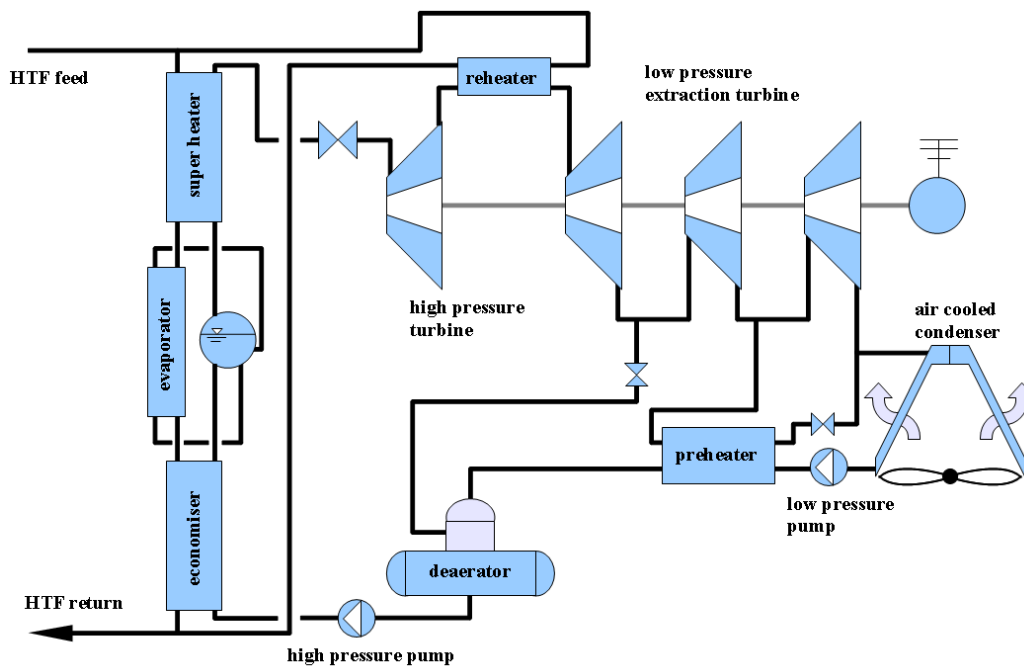 HTF feed
super heater
reheater
low pressure
extraction turbine
high pressure
turbine
evaporator
air cooled
condenser
preheater
low pressure
pump
economiser
deaerator
HTF return
high pressure pump